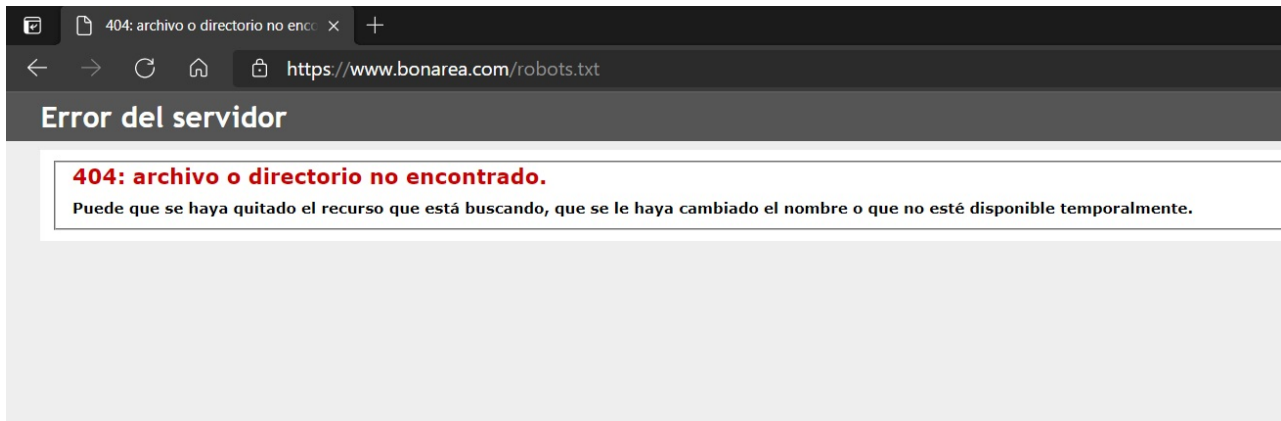 404: archivo o directorio no enco
https://www.bonarea.com/robots.txt
Error del servidor
404: archivo o directorio no encontrado.
Puede que se haya quitado el recurso que está buscando, que se le haya cambiado el nombre o que no esté disponible temporalmente.